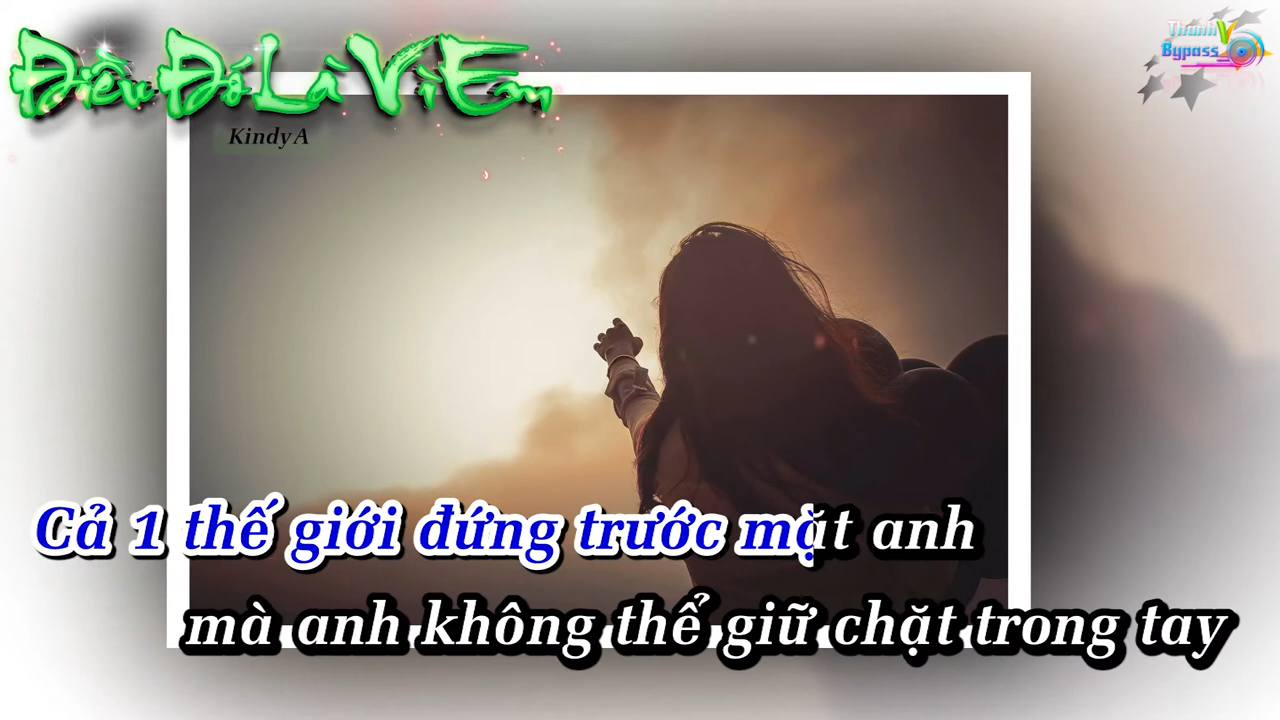 Điều Đó Là Vì Em
KindyA
Thanh V
Bypass
Cả 1 thế giới đứng trước mặt anh
mà anh không thể giữ chặt trong tay